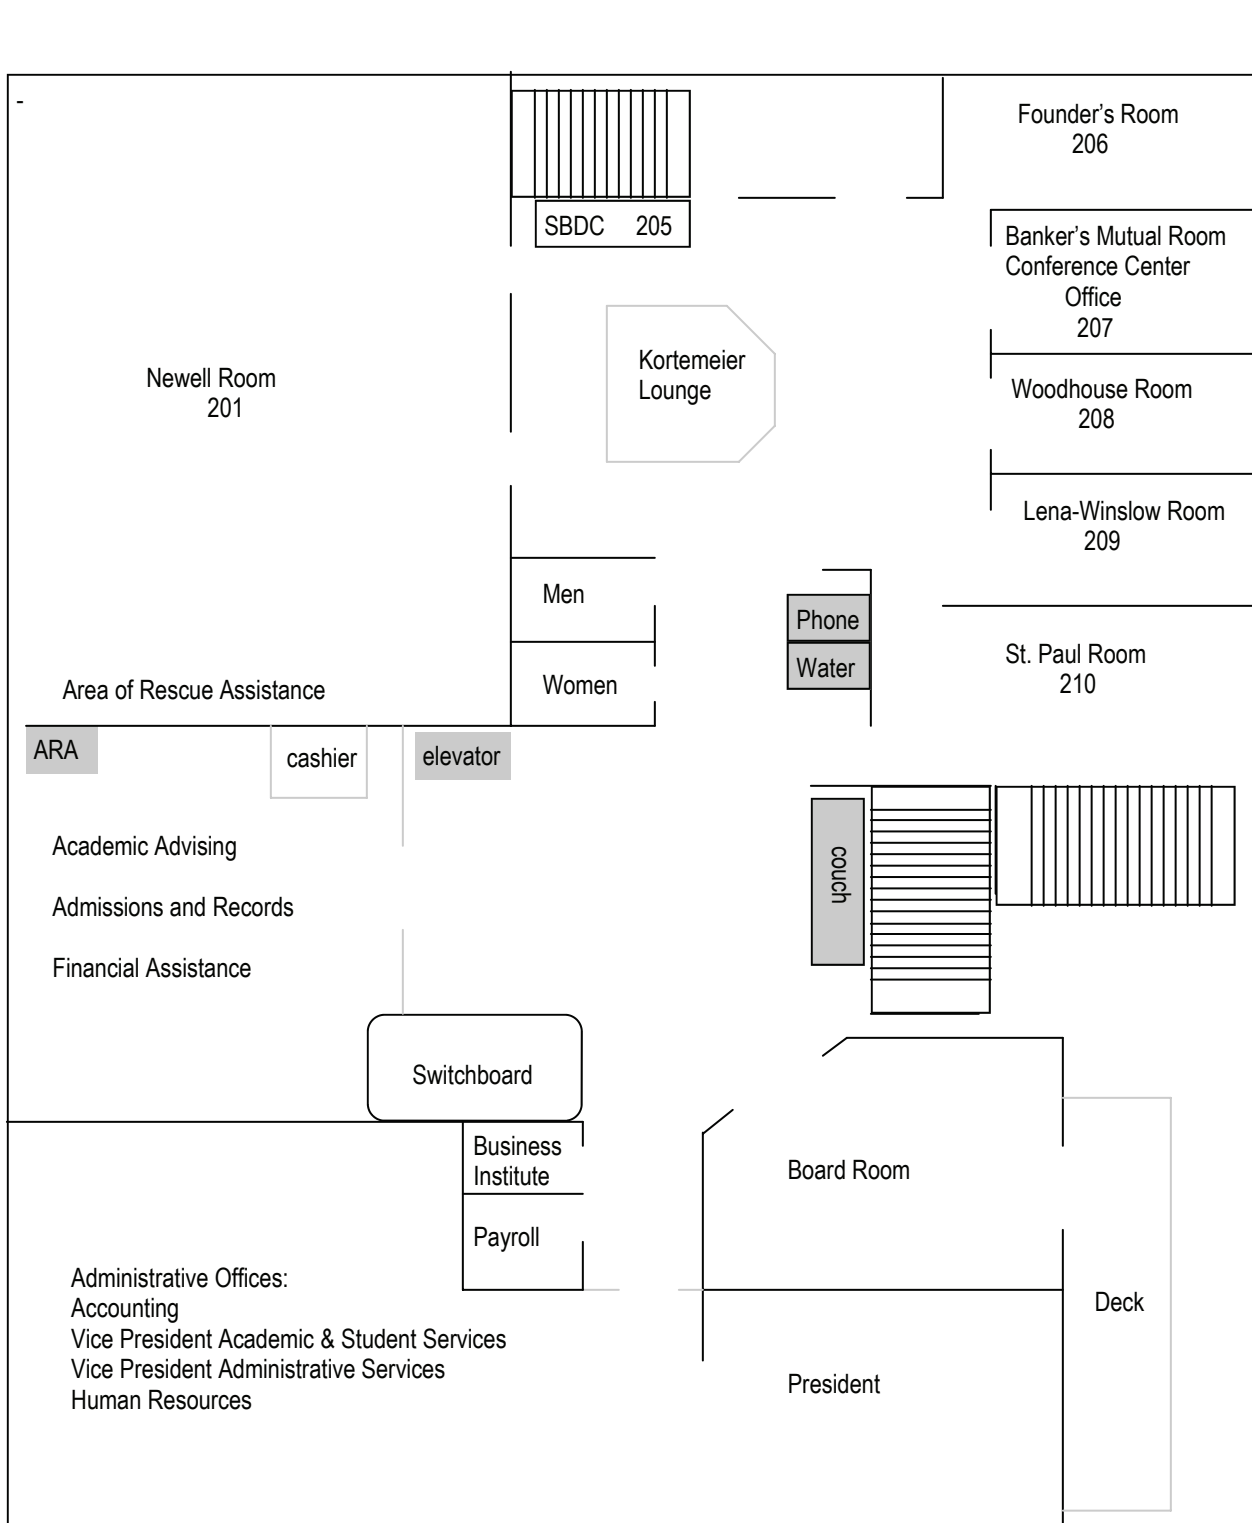 -
Founder’s Room
206
SBDC 205
Banker’s Mutual Room
Conference Center
Office
207
Kortemeier
Lounge
Newell Room
201
Woodhouse Room
208
Lena-Winslow Room
209
Men
Phone
Water
St. Paul Room
210
Women
Area of Rescue Assistance
ARA
cashier
elevator
Academic Advising
Admissions and Records
Financial Assistance
couch
Switchboard
Business
Institute
Payroll
Board Room
Administrative Offices:
Accounting
Vice President Academic & Student Services
Vice President Administrative Services
Human Resources
Deck
President